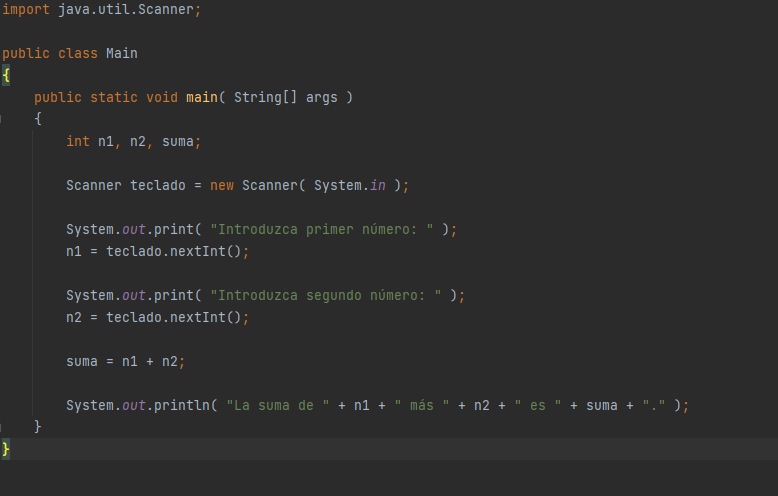 import java.util.Scanner;
public class Main
{
public static void main( String[] args )
{
int n1, n2, suma;
Scanner teclado = new Scanner( System.in );
System.out.print( "Introduzca primer número: " );
n1 = teclado.nextInt();
System.out.print( "Introduzca segundo número: " );
n2 = teclado.nextInt();
suma = n1 + n2;
System.out.println( "La suma de " + n1 + " más " + n2 + " es " + suma + "." );
}
}